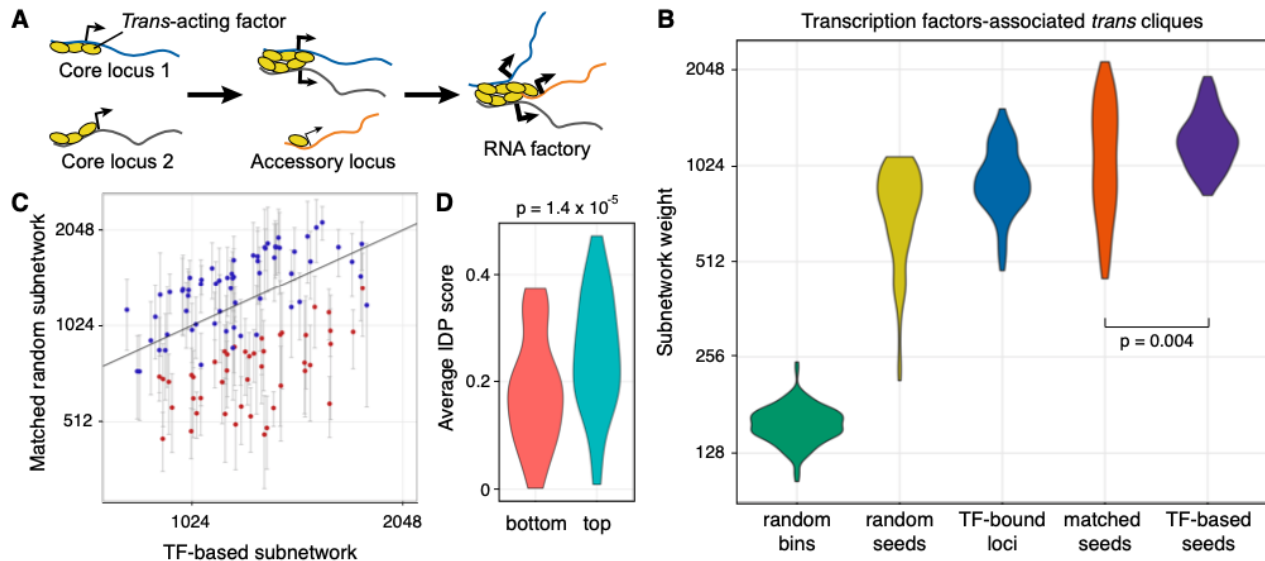 A
Trans-acting factor
Core locus 1
Core locus 2
Accessory locus
RNA factory
B
Transcription factors-associated trans cliques
Subnetwork weight
2048
1024
512
256
128
p = 0.004
random bins
random seeds
TF-bound loci
matched seeds
TF-based seeds
C
Matched random subnetwork
2048
1024
512
1024
2048
TF-based subnetwork
D
p = 1.4 x 10⁻⁵
Average IDP score
0.4
0.2
0
bottom
top